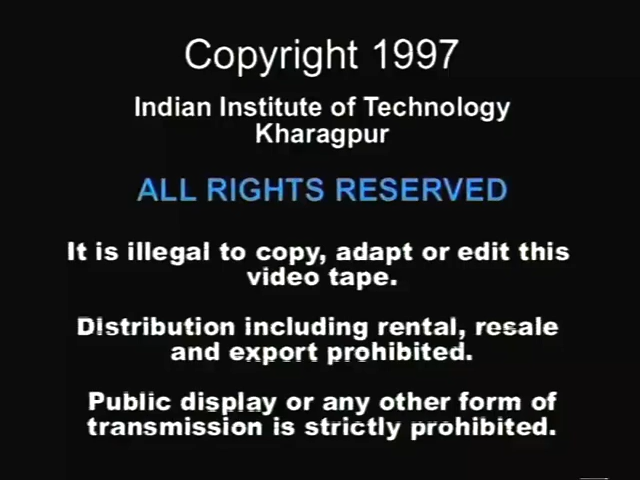 Copyright 1997
Indian Institute of Technology
Kharagpur
ALL RIGHTS RESERVED
It is illegal to copy, adapt or edit this
video tape.
Distribution including rental, resale
and export prohibited.
Public display or any other form of
transmission is strictly prohibited.